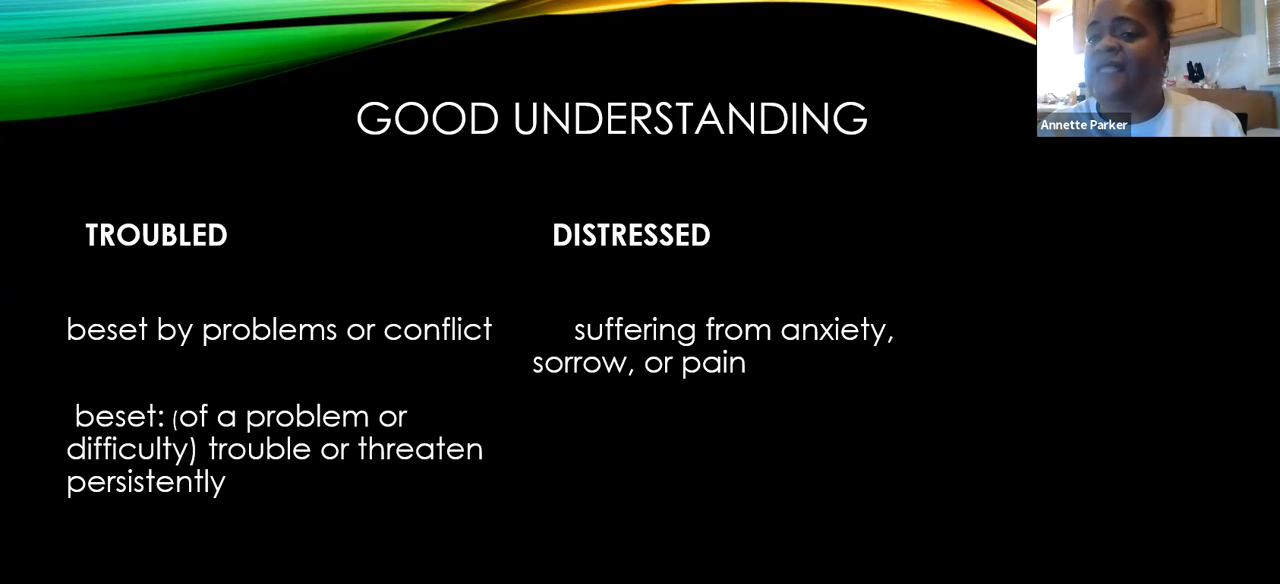 GOOD UNDERSTANDING
Annette Parker
TROUBLED
beset by problems or conflict
beset: (of a problem or
difficulty) trouble or threaten
persistently
DISTRESSED
suffering from anxiety,
sorrow, or pain